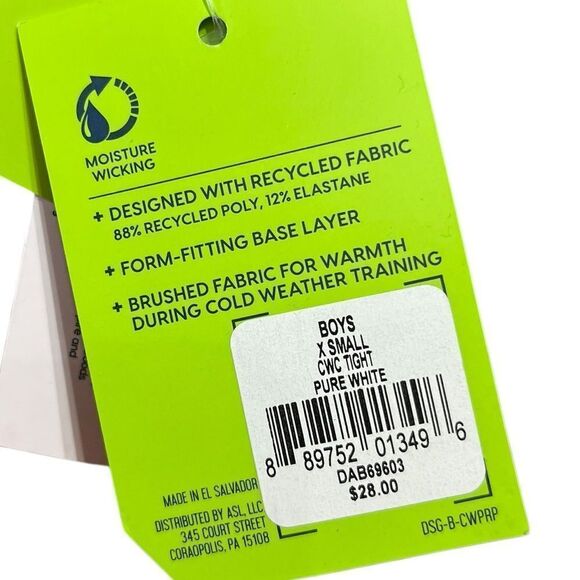 MOISTURE
WICKING
+ DESIGNED WITH RECYCLED FABRIC
88% RECYCLED POLY, 12% ELASTANE
+ FORM-FITTING BASE LAYER
+ BRUSHED FABRIC FOR WARMTH
DURING COLD WEATHER TRAINING
BOYS
X SMALL
CWC TIGHT
PURE WHITE
8 89752 01349 6
DAB69603
$28.00
MADE IN EL SALVADOR
DISTRIBUTED BY ASL, LLC
345 COURT STREET
CORAOPOLIS, PA 15108
DSG-B-CWPRP